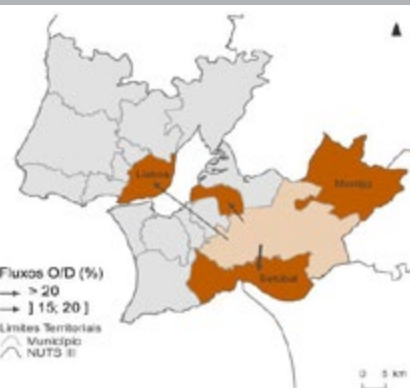 Lisboa
Montijo
Setúbal
Fluxos O/D (%)
> 20
] 15; 20 ]
Limites Territoriais
Município
NUTS III
0 5 km